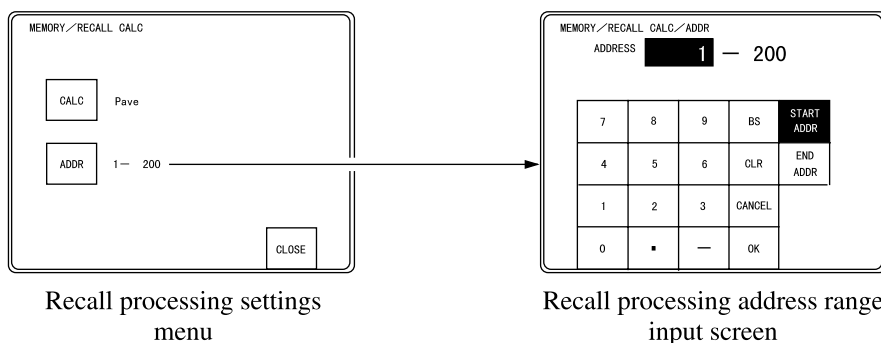 MEMORY/RECALL CALC
CALC Pave
ADDR 1— 200
CLOSE
Recall processing settings
menu
MEMORY/RECALL CALC/ADDR
ADDRESS 1 — 200
7 8 9 BS START ADDR
4 5 6 CLR END ADDR
1 2 3 CANCEL
0 . — OK
Recall processing address range
input screen